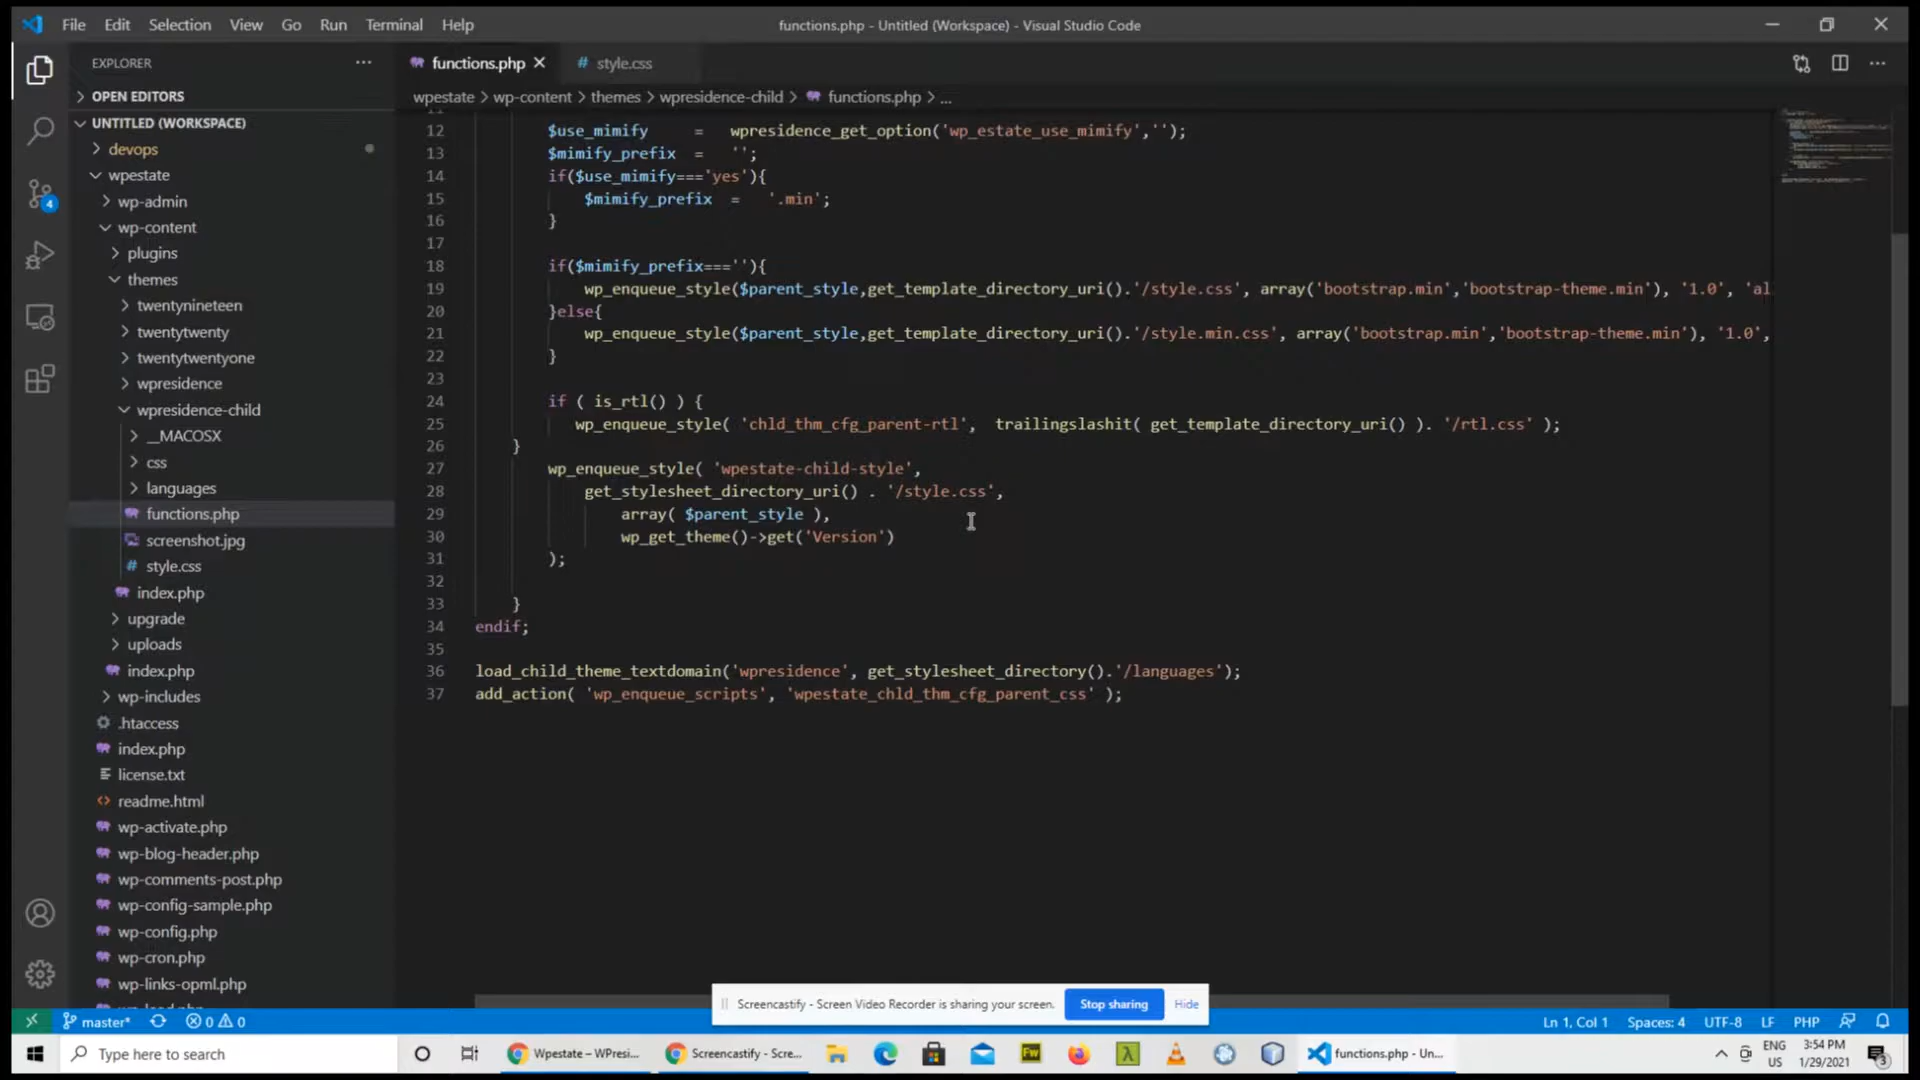 File Edit Selection View Go Run Terminal Help
functions.php - Untitled (Workspace) - Visual Studio Code
EXPLORER
functions.php
# style.css
OPEN EDITORS
wpestate > wp-content > themes > wpresidence-child > functions.php > ...
UNTITLED (WORKSPACE)
devops
wpestate
wp-admin
wp-content
plugins
themes
twentynineteen
twentytwenty
twentytwentyone
wpresidence
wpresidence-child
__MACOSX
css
languages
functions.php
screenshot.jpg
# style.css
index.php
upgrade
uploads
index.php
wp-includes
.htaccess
index.php
license.txt
readme.html
wp-activate.php
wp-blog-header.php
wp-comments-post.php
wp-config-sample.php
wp-config.php
wp-cron.php
wp-links-opml.php
4
12 $use_mimify = wpresidence_get_option('wp_estate_use_mimify','');
13 $mimify_prefix = '';
14 if($use_mimify==='yes'){
15 $mimify_prefix = '.min';
16 }
17
18 if($mimify_prefix===''){
19 wp_enqueue_style($parent_style,get_template_directory_uri().'/style.css', array('bootstrap.min','bootstrap-theme.min'), '1.0', 'al
20 }else{
21 wp_enqueue_style($parent_style,get_template_directory_uri().'/style.min.css', array('bootstrap.min','bootstrap-theme.min'), '1.0',
22 }
23
24 if ( is_rtl() ) {
25 wp_enqueue_style( 'chld_thm_cfg_parent-rtl', trailingslashit( get_template_directory_uri() ). '/rtl.css' );
26 }
27 wp_enqueue_style( 'wpestate-child-style',
28 get_stylesheet_directory_uri() . '/style.css',
29 array( $parent_style ),
30 wp_get_theme()->get('Version')
31 );
32
33 }
34 endif;
35
36 load_child_theme_textdomain('wpresidence', get_stylesheet_directory().'/languages');
37 add_action( 'wp_enqueue_scripts', 'wpestate_chld_thm_cfg_parent_css' );
Screencastify - Screen Video Recorder is sharing your screen. Stop sharing Hide
master* 0 0
Ln 1, Col 1 Spaces: 4 UTF-8 LF PHP
Type here to search
Wpestate – WPresi...
Screencastify - Scre...
Fw
functions.php - Un...
ENG
US
3:54 PM
1/29/2021
3